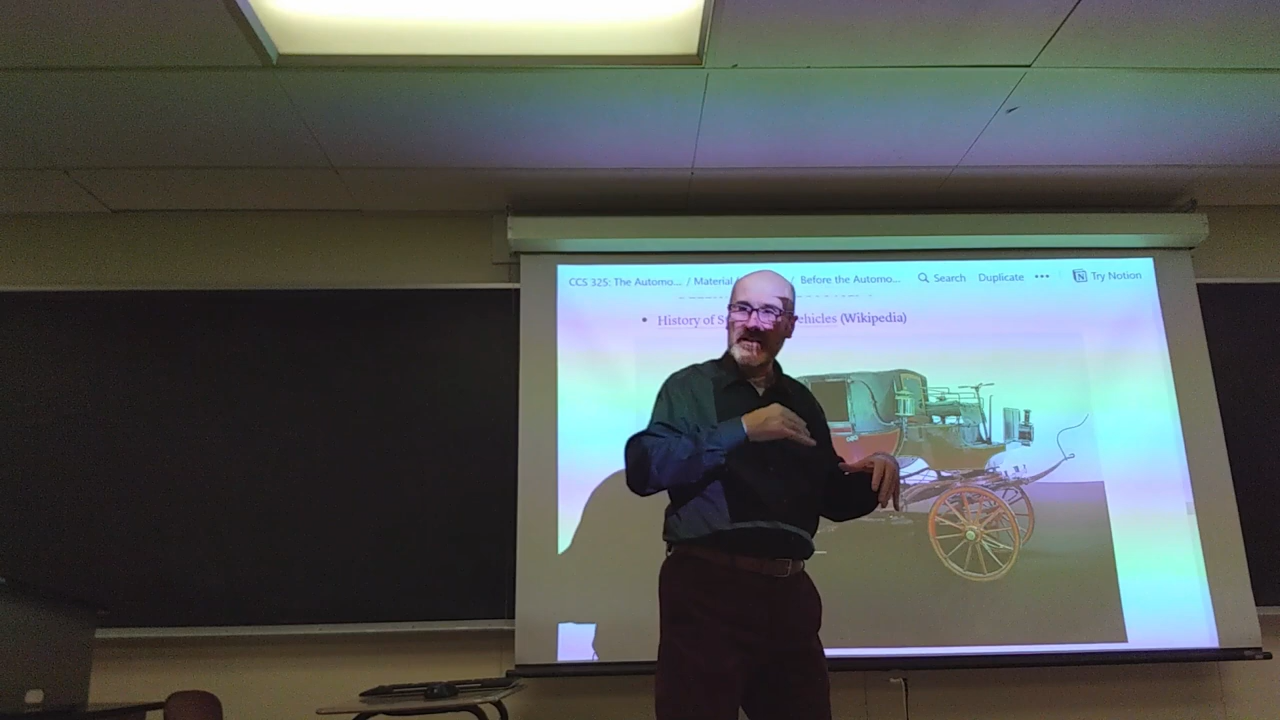 CCS 325: The Automo... / Material / Before the Automo... Search Duplicate ••• Try Notion
• History of S ehicles (Wikipedia)